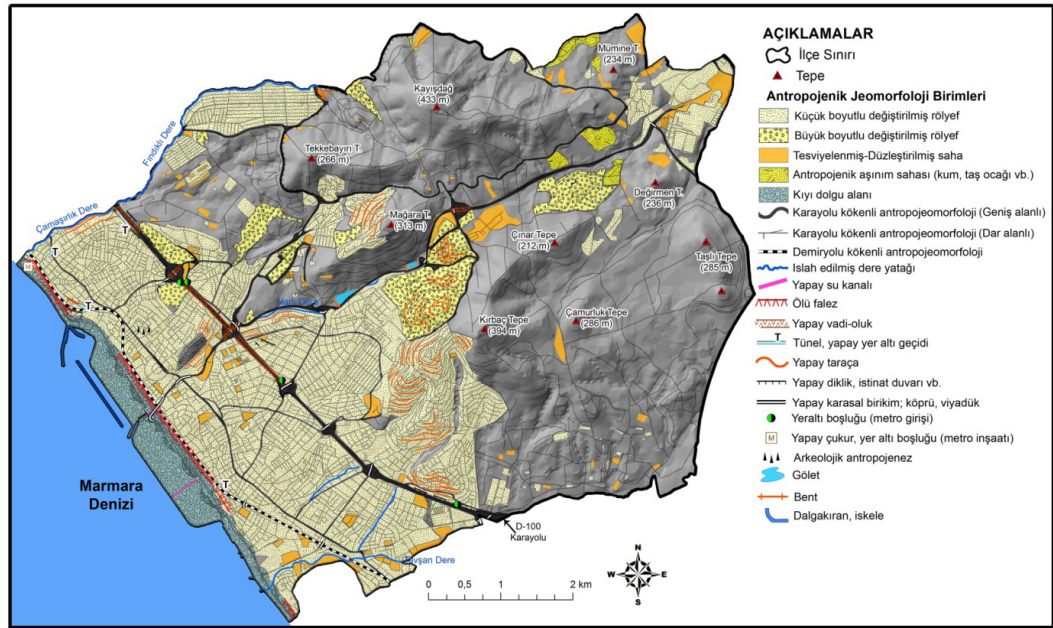 Mümine T.
(234 m)
Kayışdağ
(433 m)
Tekkebayırı T.
(266 m)
Fındıklı Dere
Değirmen T.
(236 m)
Çamaşırlık Dere
Mağara T.
(313 m)
Çınar Tepe
(212 m)
Taşlı Tepe
(285 m)
T
T
M
T
Çamurluk Tepe
(286 m)
Kırbaç Tepe
(394 m)
Marmara
Denizi
T
D-100
Karayolu
Tavşan Dere
N
W
E
S
0
0,5
1
2 km
AÇIKLAMALAR
İlçe Sınırı
Tepe
Antropojenik Jeomorfoloji Birimleri
Küçük boyutlu değiştirilmiş rölyef
Büyük boyutlu değiştirilmiş rölyef
Tesviyelenmiş-Düzleştirilmiş saha
Antropojenik aşınım sahası (kum, taş ocağı vb.)
Kıyı dolgu alanı
Karayolu kökenli antropojeomorfoloji (Geniş alanlı)
Karayolu kökenli antropojeomorfoloji (Dar alanlı)
Demiryolu kökenli antropojeomorfoloji
Islah edilmiş dere yatağı
Yapay su kanalı
Ölü falez
Yapay vadi-oluk
T Tünel, yapay yer altı geçidi
Yapay taraça
Yapay diklik, istinat duvarı vb.
Yapay karasal birikim; köprü, viyadük
Yeraltı boşluğu (metro girişi)
M Yapay çukur, yer altı boşluğu (metro inşaatı)
Arkeolojik antropojenez
Gölet
Bent
Dalgakıran, iskele